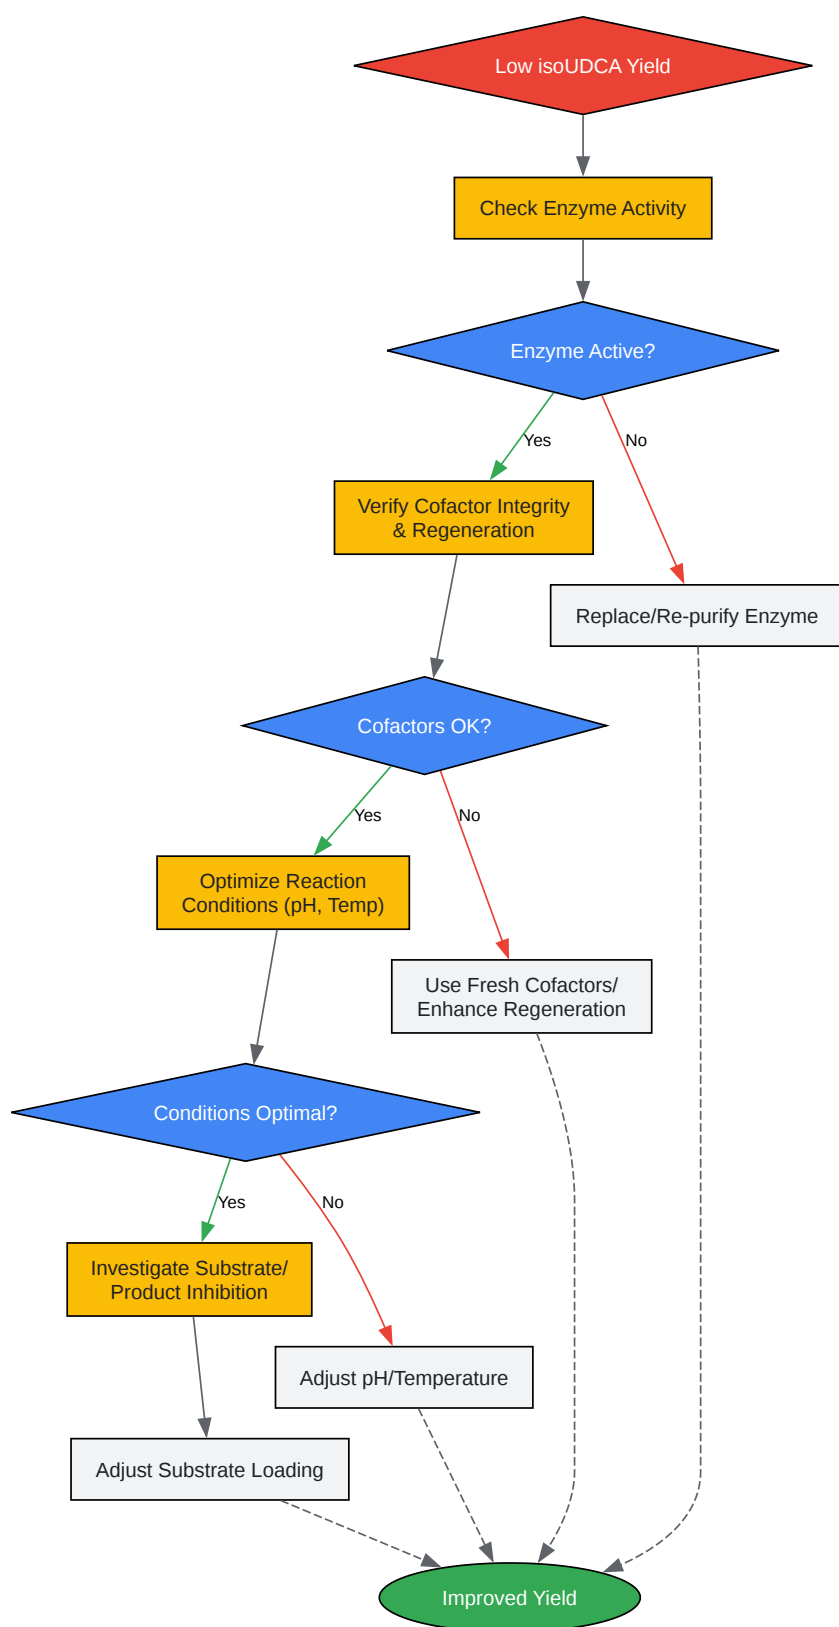 Low isoUDCA Yield
Check Enzyme Activity
Enzyme Active?
Yes
No
Verify Cofactor Integrity
& Regeneration
Replace/Re-purify Enzyme
Cofactors OK?
Yes
No
Optimize Reaction
Conditions (pH, Temp)
Use Fresh Cofactors/
Enhance Regeneration
Conditions Optimal?
Yes
No
Investigate Substrate/
Product Inhibition
Adjust pH/Temperature
Adjust Substrate Loading
Improved Yield